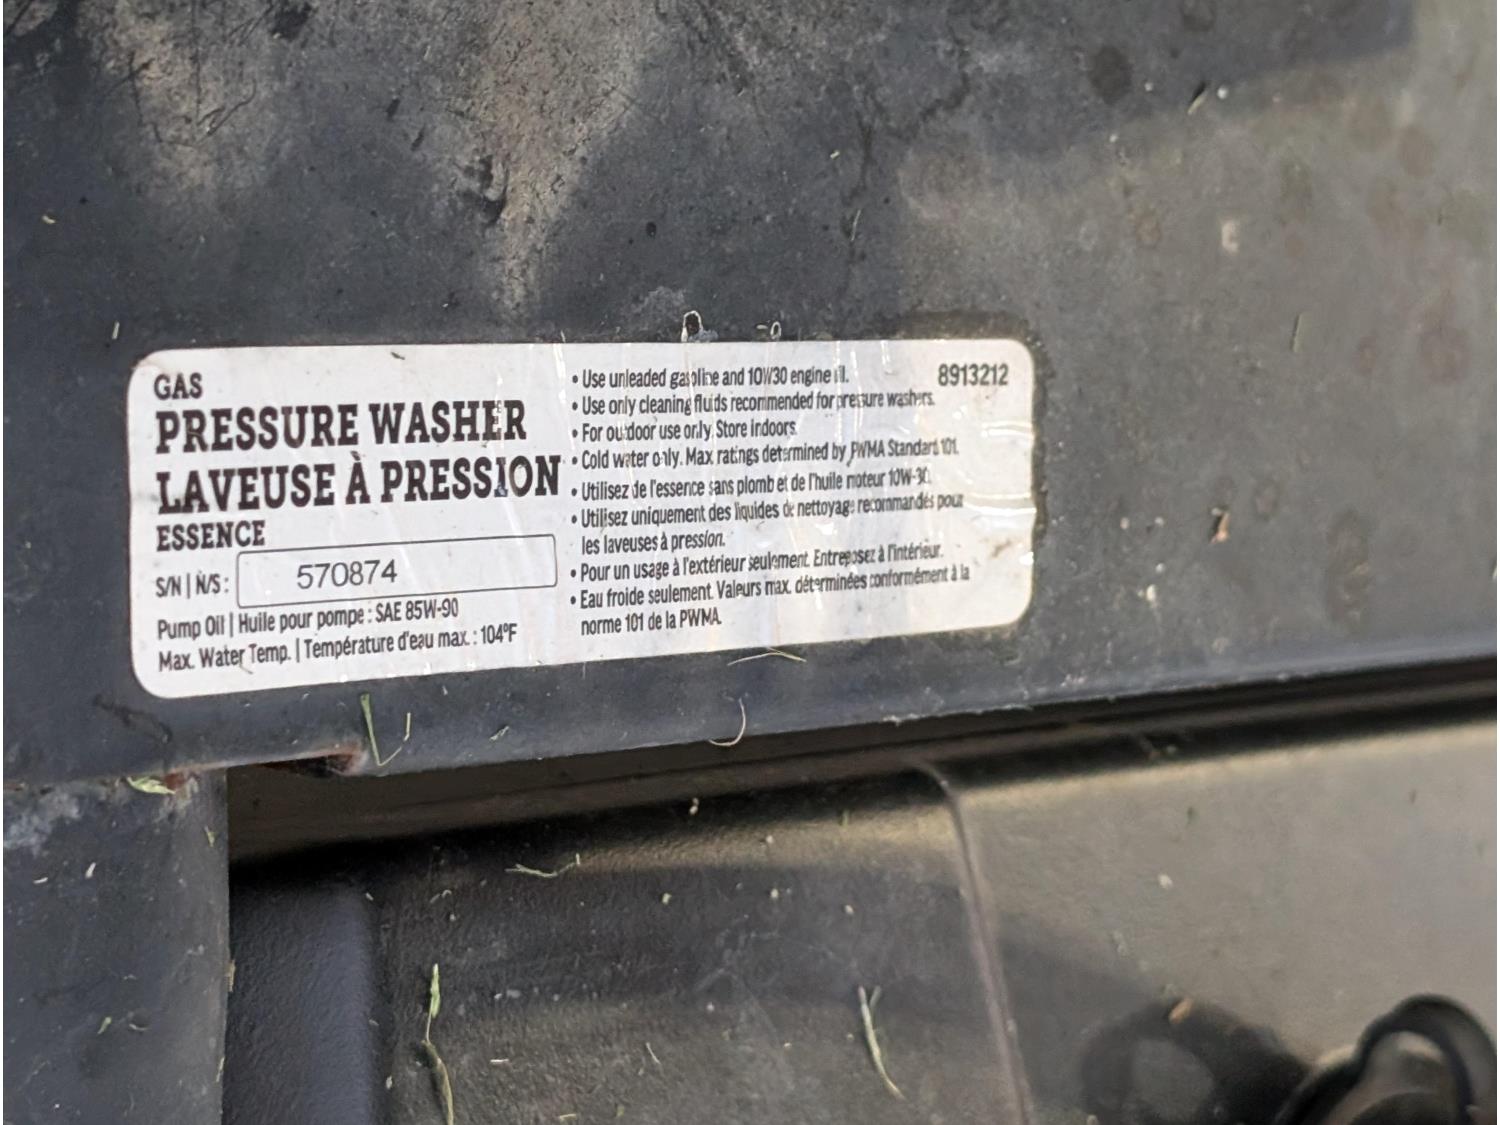 GAS
PRESSURE WASHER
LAVEUSE À PRESSION
ESSENCE
S/N | N/S : 570874
Pump Oil | Huile pour pompe : SAE 85W-90
Max. Water Temp. | Température d'eau max. : 104°F
• Use unleaded gasoline and 10W30 engine oil.
• Use only cleaning fluids recommended for pressure washers.
• For outdoor use only. Store indoors.
• Cold water only. Max ratings determined by PWMA Standard 101.
• Utilisez de l'essence sans plomb et de l'huile moteur 10W-30.
• Utilisez uniquement des liquides de nettoyage recommandés pour
les laveuses à pression.
• Pour un usage à l'extérieur seulement. Entreposez à l'intérieur.
• Eau froide seulement. Valeurs max. déterminées conformément à la
norme 101 de la PWMA.
8913212